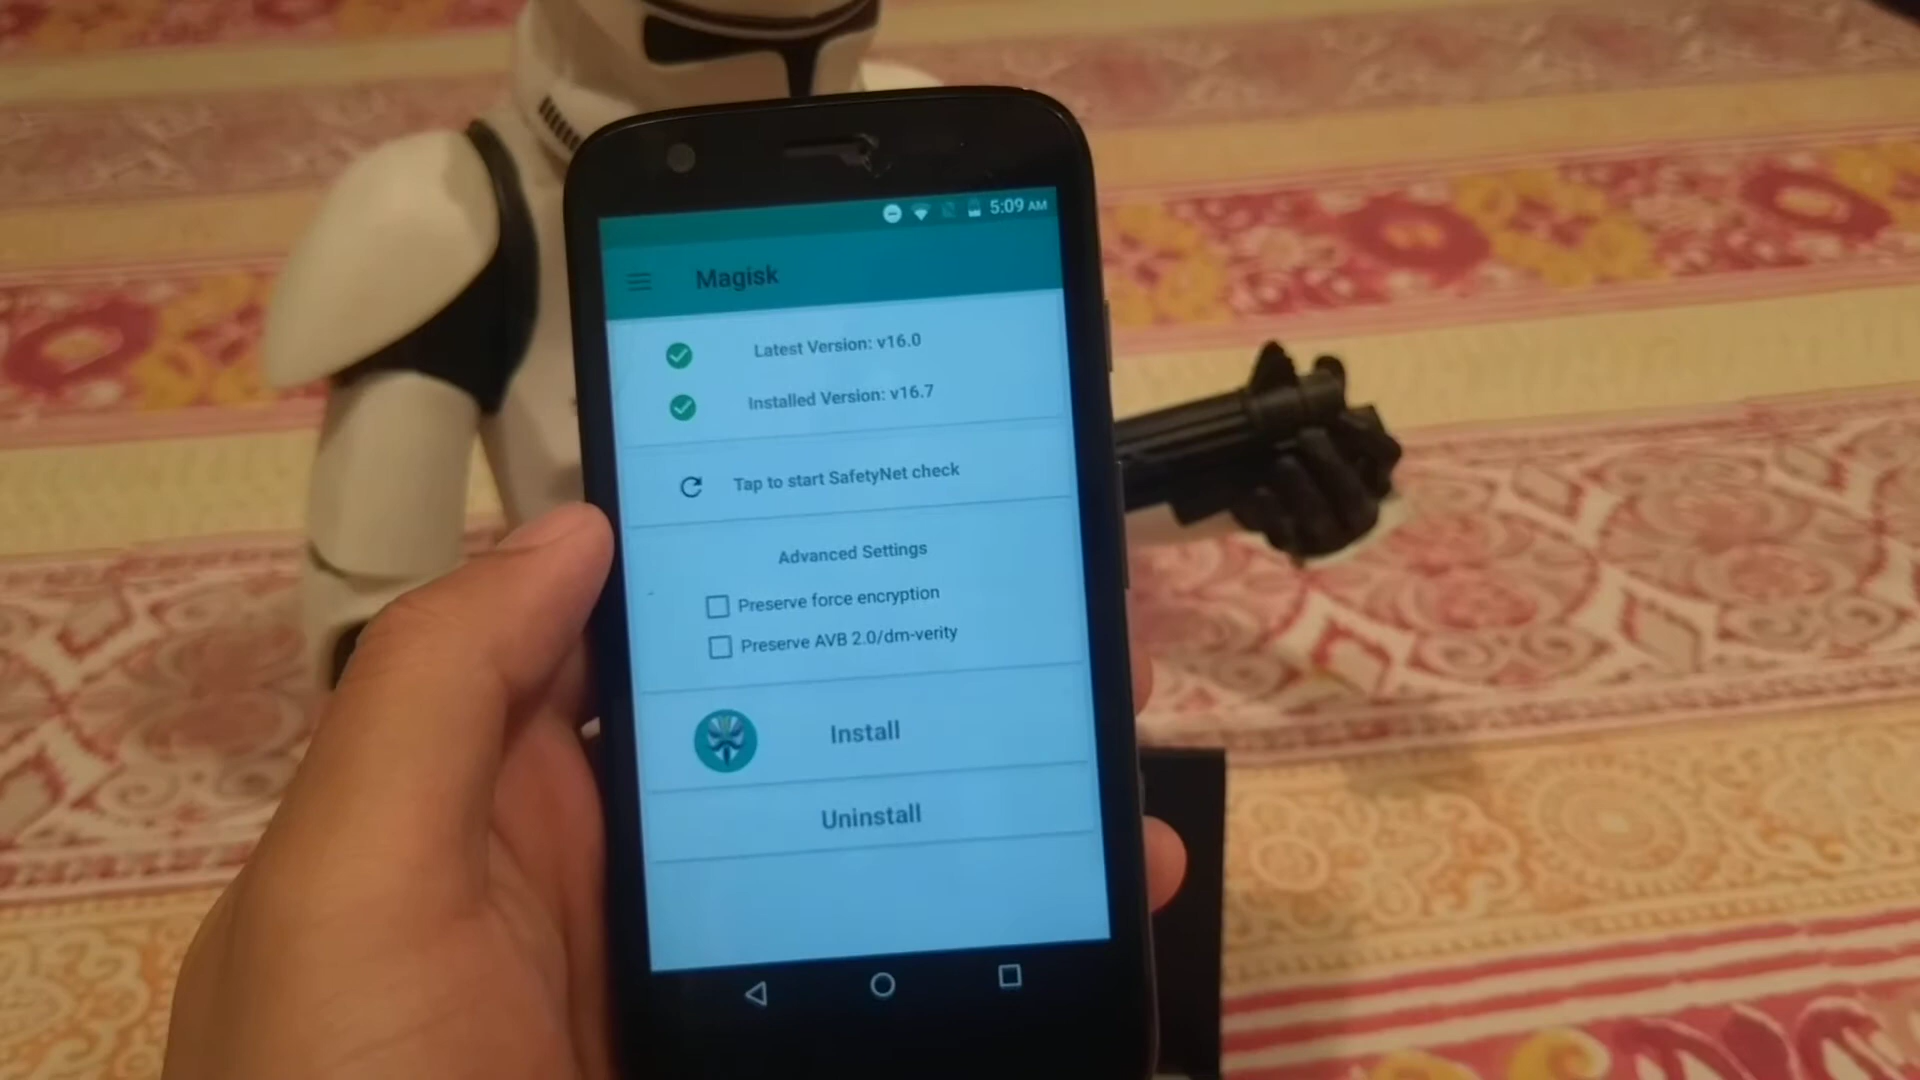 5:09 AM
Magisk
Latest Version: v16.0
Installed Version: v16.7
Tap to start SafetyNet check
Advanced Settings
Preserve force encryption
Preserve AVB 2.0/dm-verity
Install
Uninstall